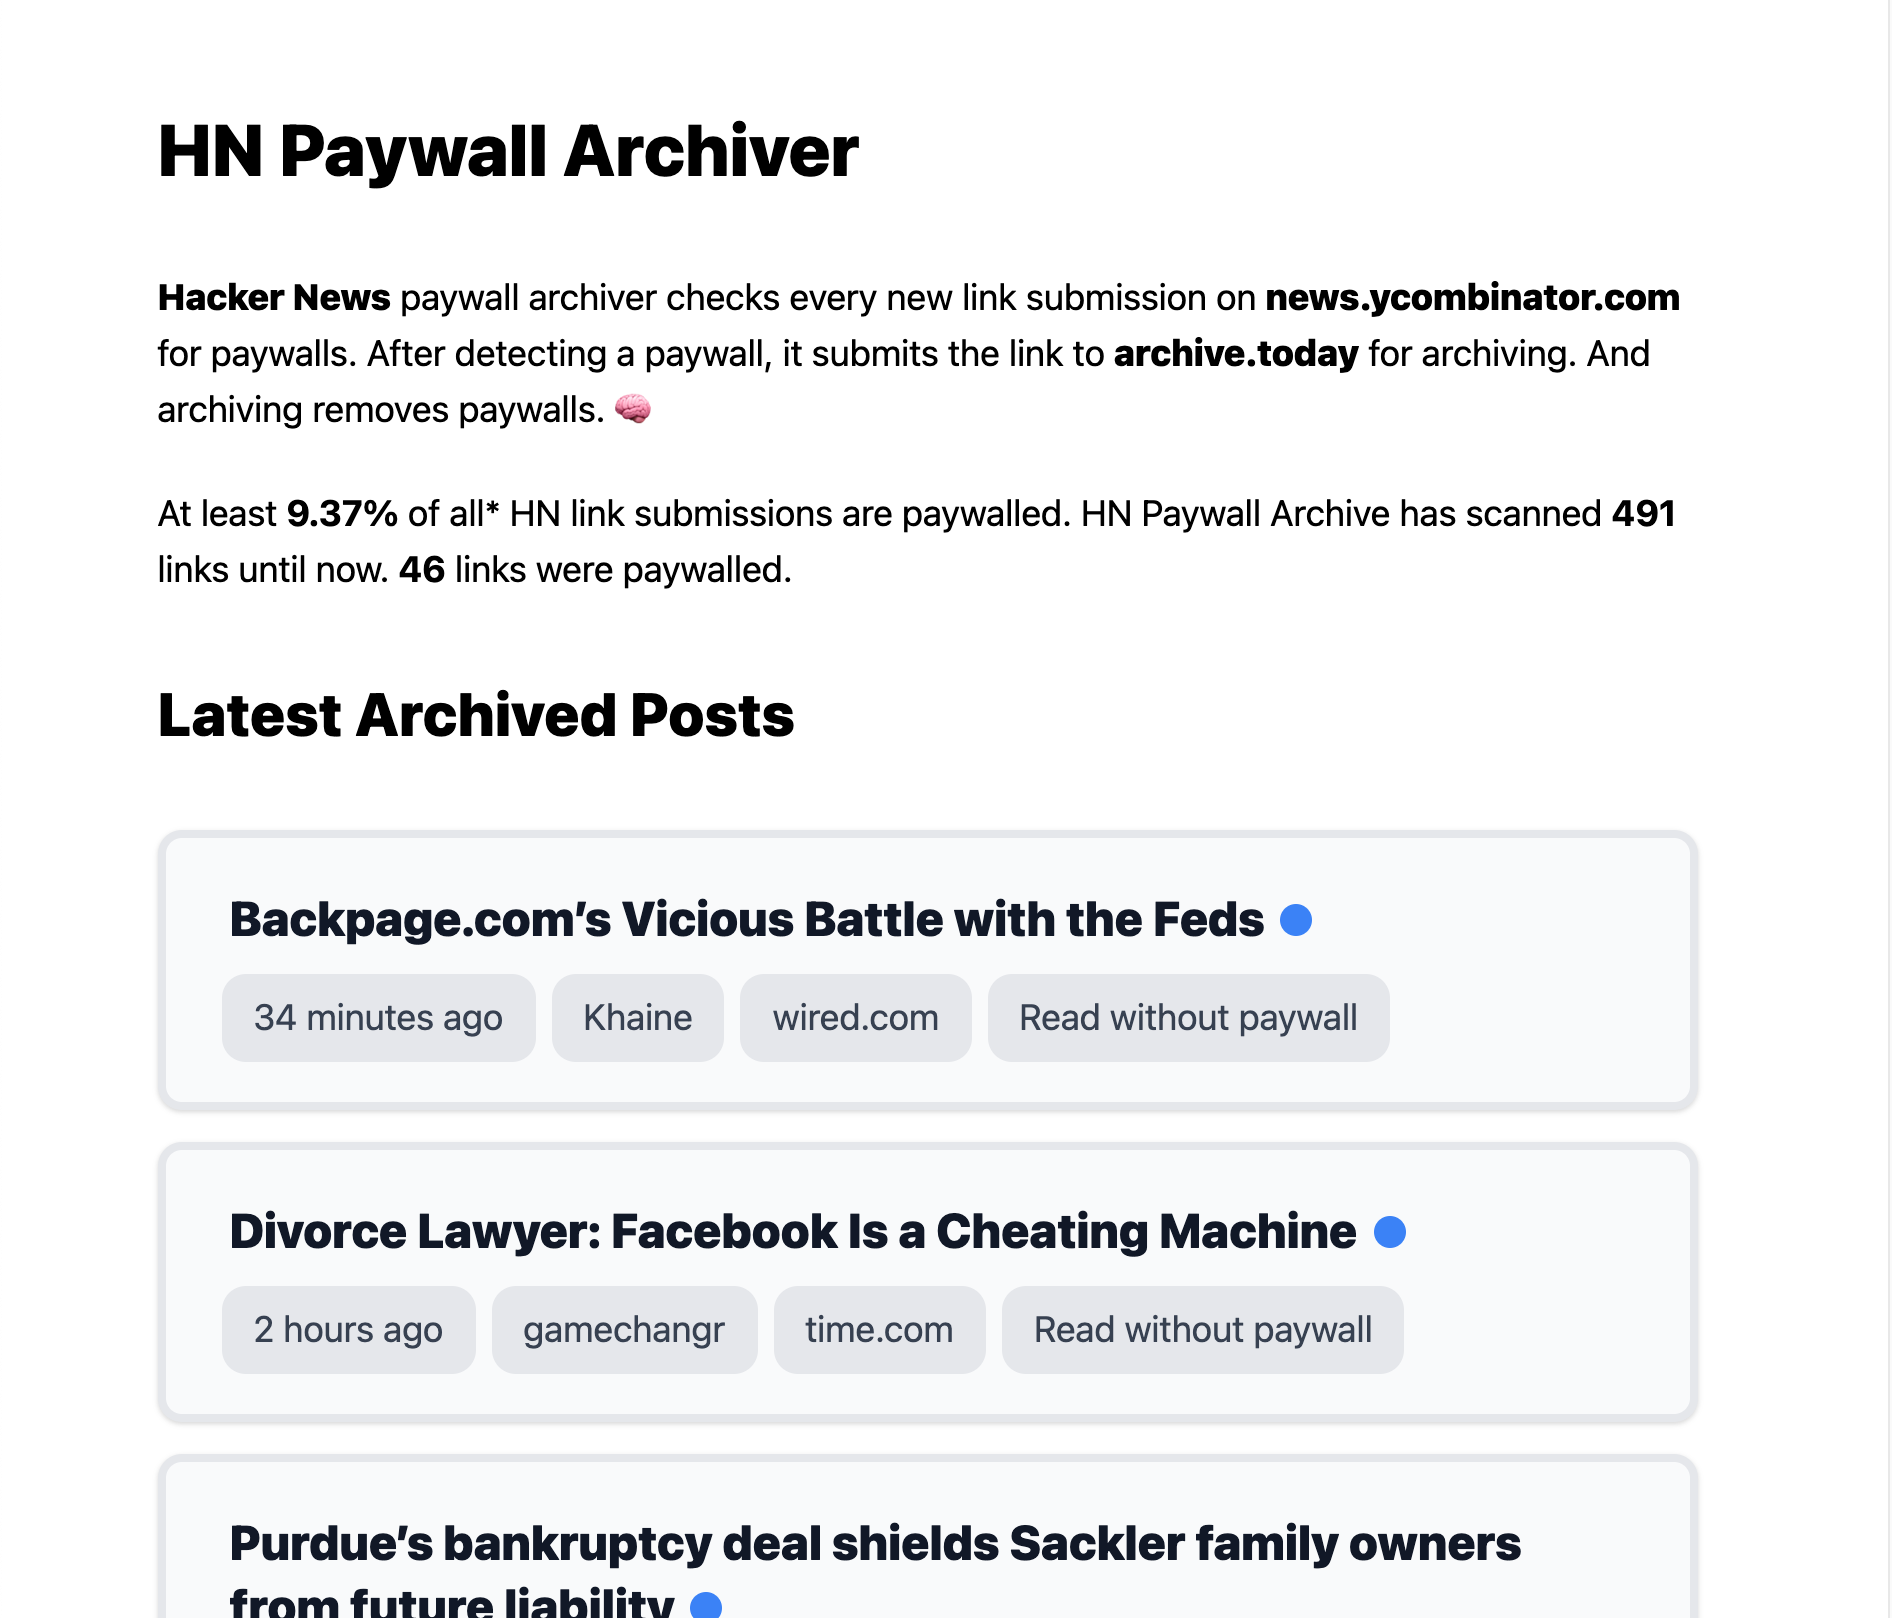 HN Paywall Archiver
Hacker News paywall archiver checks every new link submission on news.ycombinator.com
for paywalls. After detecting a paywall, it submits the link to archive.today for archiving. And
archiving removes paywalls. 🧠
At least 9.37% of all* HN link submissions are paywalled. HN Paywall Archive has scanned 491
links until now. 46 links were paywalled.
Latest Archived Posts
Backpage.com’s Vicious Battle with the Feds
34 minutes ago Khaine wired.com Read without paywall
Divorce Lawyer: Facebook Is a Cheating Machine
2 hours ago gamechangr time.com Read without paywall
Purdue’s bankruptcy deal shields Sackler family owners
from future liability